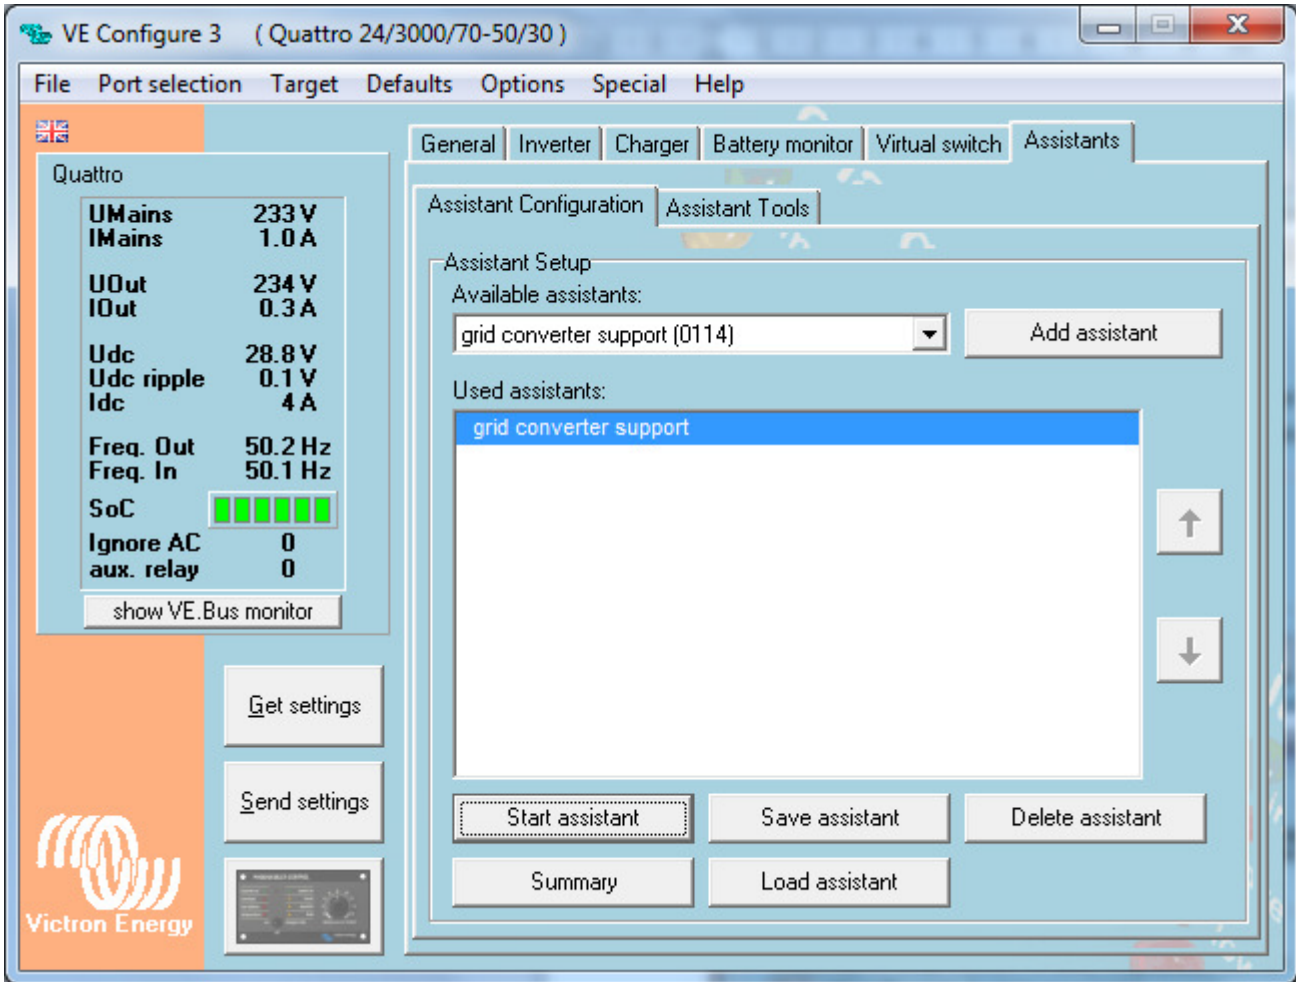 VE Configure 3 ( Quattro 24/3000/70-50/30 )
File Port selection Target Defaults Options Special Help
General Inverter Charger Battery monitor Virtual switch Assistants
Quattro
UMains 233 V
IMains 1.0 A
UOut 234 V
IOut 0.3 A
Udc 28.8 V
Udc ripple 0.1 V
Idc 4 A
Freq. Out 50.2 Hz
Freq. In 50.1 Hz
SoC
Ignore AC 0
aux. relay 0
show VE.Bus monitor
Get settings
Send settings
Victron Energy
Assistant Configuration Assistant Tools
Assistant Setup
Available assistants:
grid converter support (0114)
Add assistant
Used assistants:
grid converter support
Start assistant Save assistant Delete assistant
Summary Load assistant